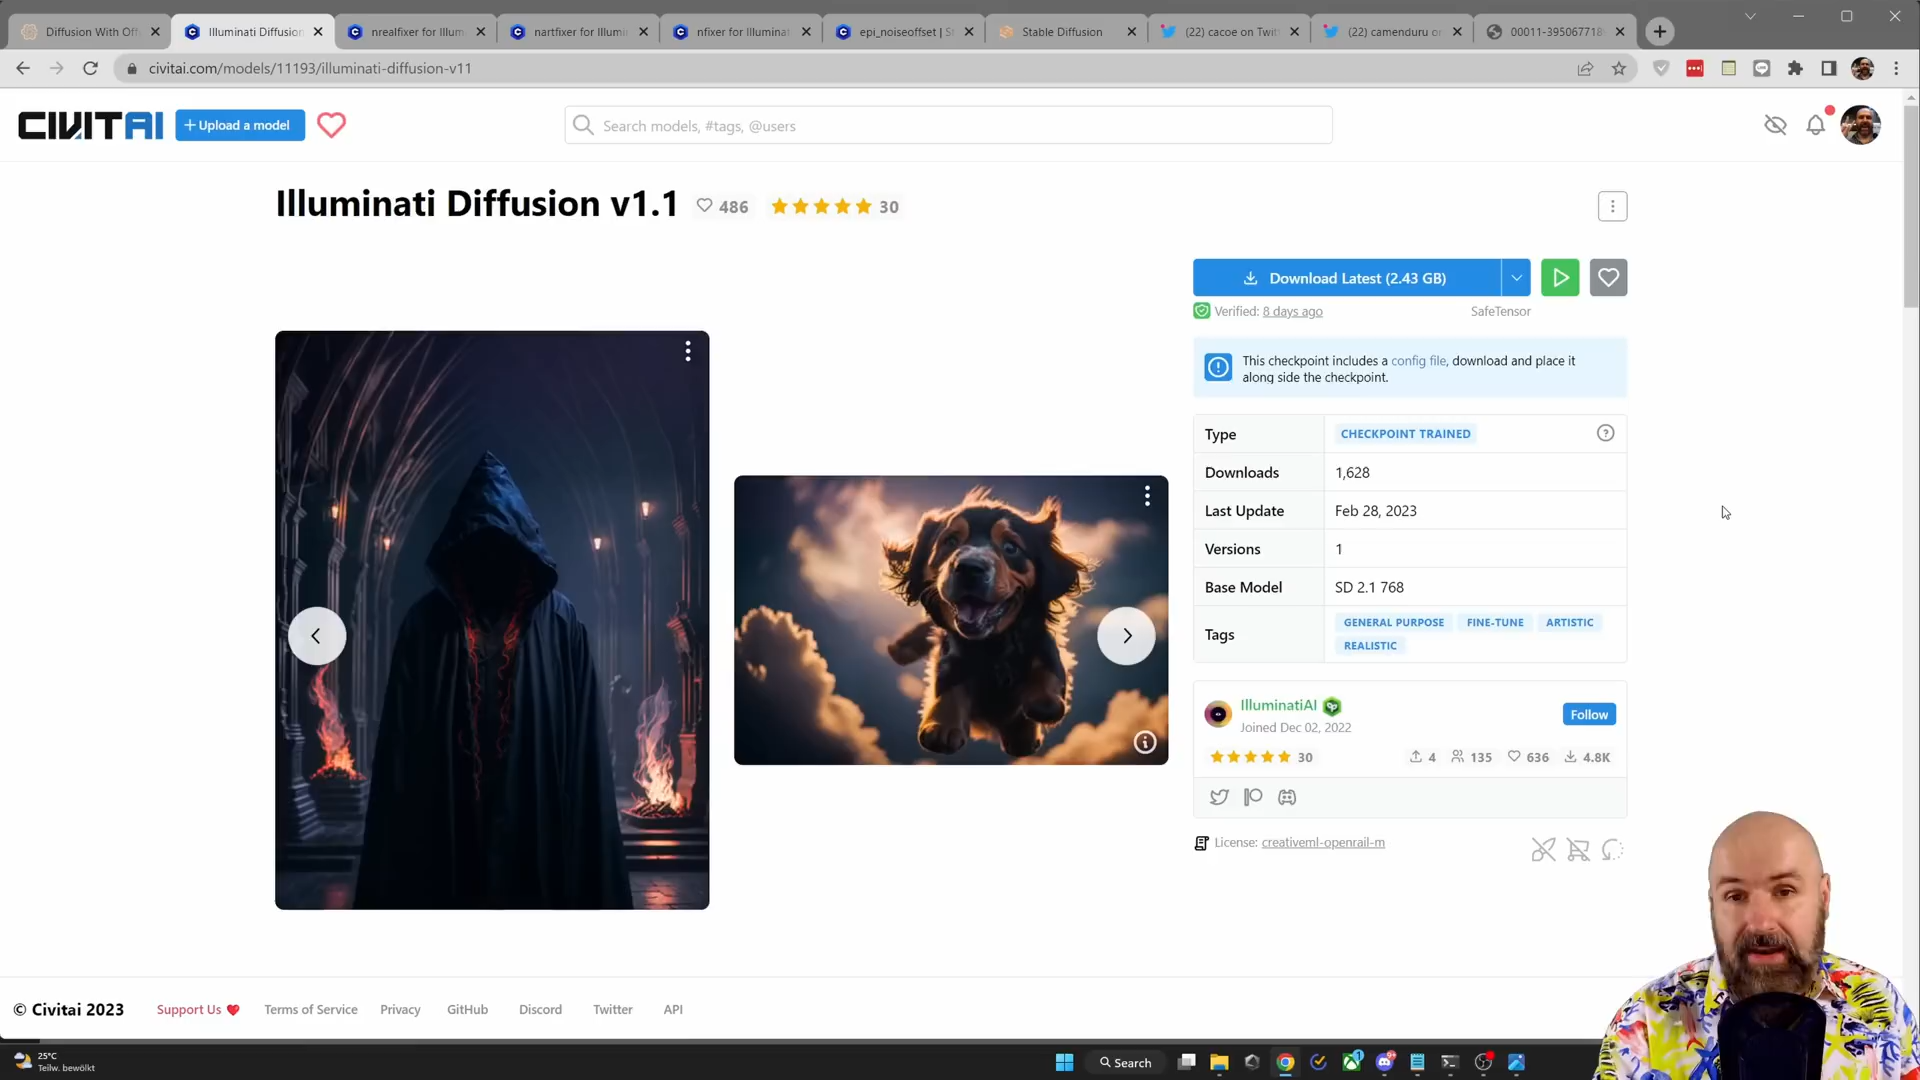 Diffusion With Off
Illuminati Diffusion
nrealfixer for Illum
nartfixer for Illumi
nfixer for Illuminat
epi_noiseoffset | S
Stable Diffusion
(22) cacoe on Twit
(22) camenduru o
00011-395067718
civitai.com/models/11193/illuminati-diffusion-v11
CIVITAI
+ Upload a model
Search models, #tags, @users
Illuminati Diffusion v1.1
486
30
Download Latest (2.43 GB)
Verified: 8 days ago
SafeTensor
This checkpoint includes a config file, download and place it
along side the checkpoint.
Type
CHECKPOINT TRAINED
Downloads
1,628
Last Update
Feb 28, 2023
Versions
1
Base Model
SD 2.1 768
Tags
GENERAL PURPOSE
FINE-TUNE
ARTISTIC
REALISTIC
IlluminatiAI
Joined Dec 02, 2022
Follow
30
4
135
636
4.8K
License: creativeml-openrail-m
© Civitai 2023
Support Us
Terms of Service
Privacy
GitHub
Discord
Twitter
API
25°C
Teilw. bewölkt
Search